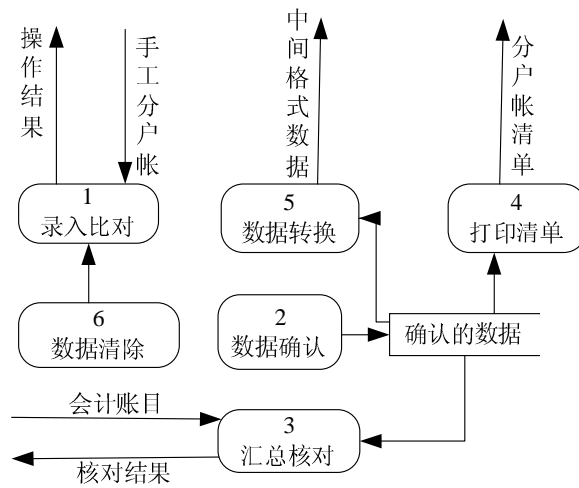 操作结果
手工分户帐
中间格式数据
分户帐清单
1
录入比对
5
数据转换
4
打印清单
6
数据清除
2
数据确认
确认的数据
会计账目
3
汇总核对
核对结果